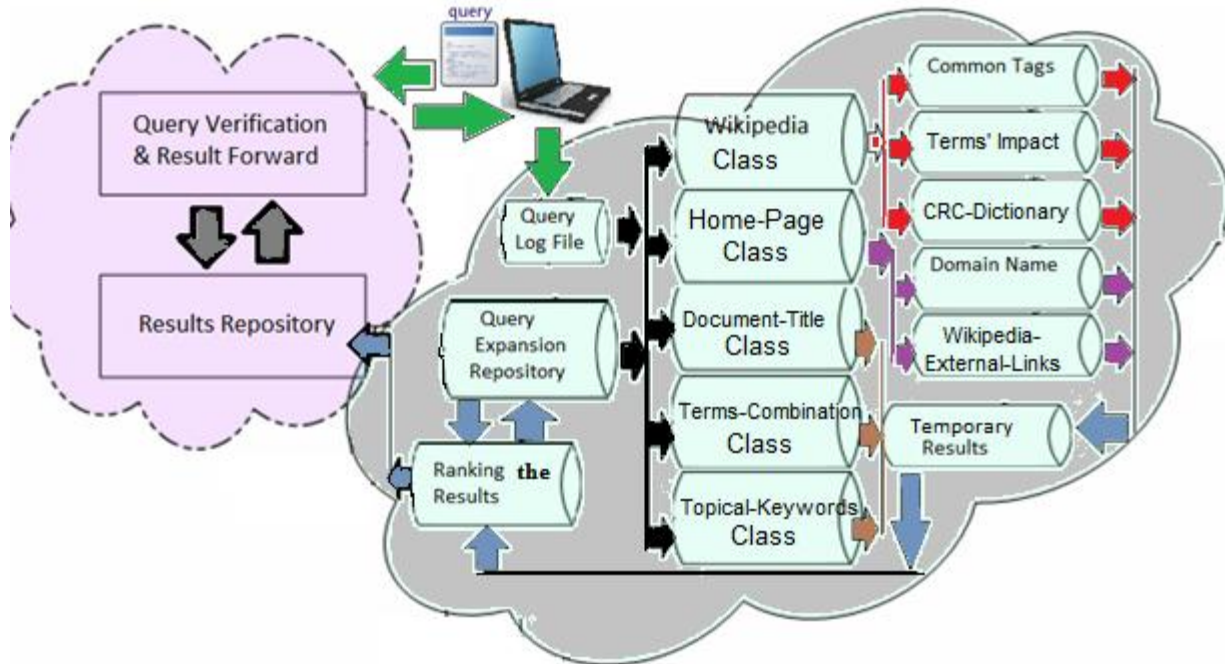 query
Query Verification
& Result Forward
Results Repository
Query
Log File
Query
Expansion
Repository
Ranking the
Results
Wikipedia
Class
Home-Page
Class
Document-Title
Class
Terms-Combination
Class
Topical-Keywords
Class
Common Tags
Terms' Impact
CRC-Dictionary
Domain Name
Wikipedia-
External-Links
Temporary
Results